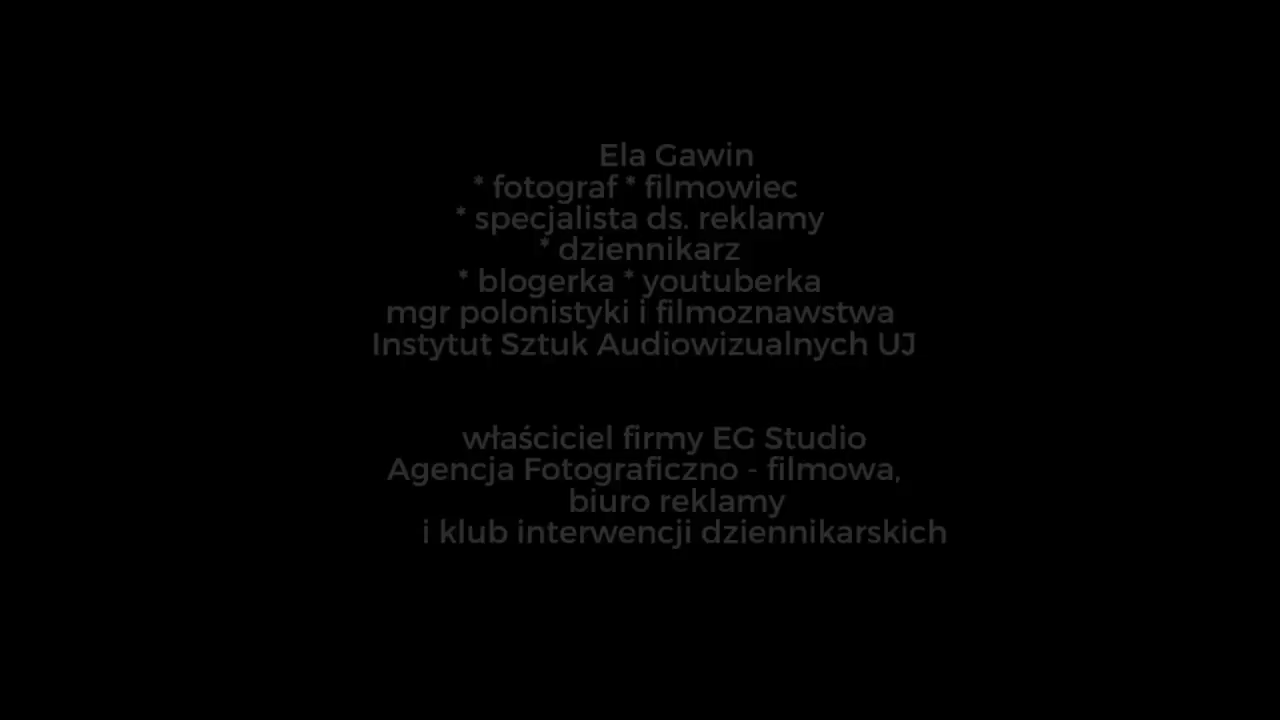 Ela Gawin
* fotograf * filmowiec
* specjalista ds. reklamy
* dziennikarz
* blogerka * youtuberka
mgr polonistyki i filmoznawstwa
Instytut Sztuk Audiowizualnych UJ
właściciel firmy EG Studio
Agencja Fotograficzno - filmowa,
biuro reklamy
i klub interwencji dziennikarskich